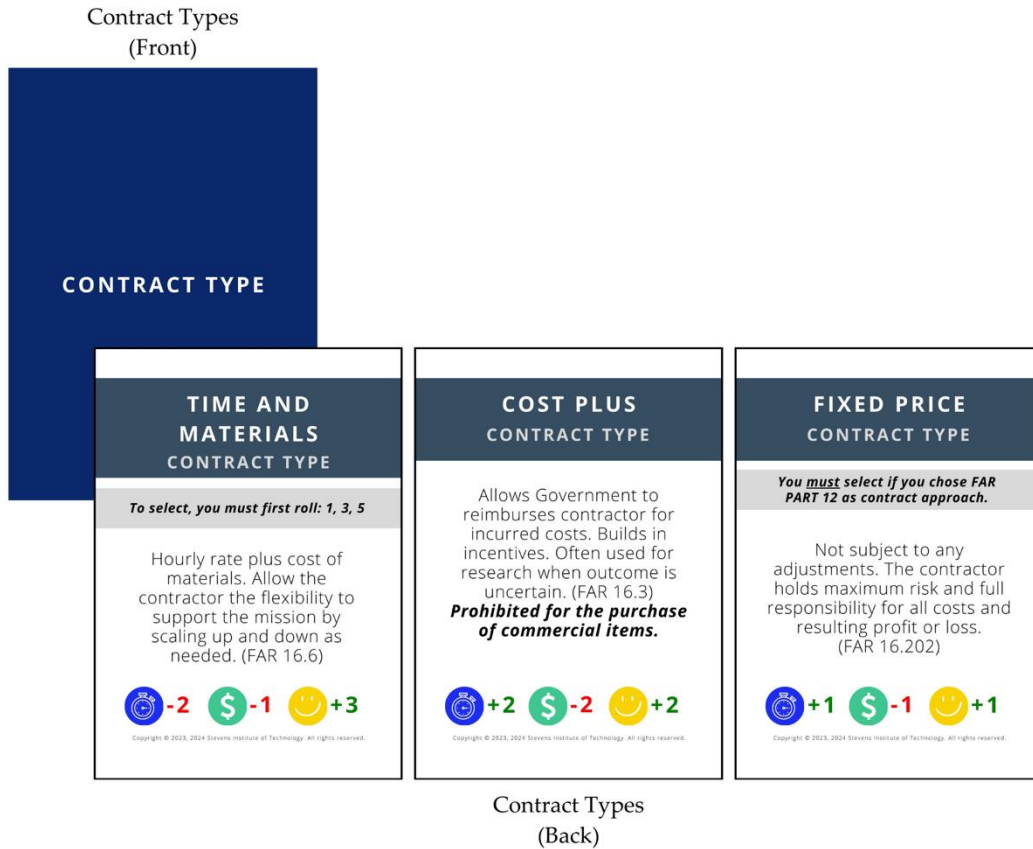 Contract Types
(Front)
CONTRACT TYPE
TIME AND
MATERIALS
CONTRACT TYPE
To select, you must first roll: 1, 3, 5
Hourly rate plus cost of
materials. Allow the
contractor the flexibility to
support the mission by
scaling up and down as
needed. (FAR 16.6)
-2 $ -1 +3
Copyright © 2023, 2024 Stevens Institute of Technology. All rights reserved.
COST PLUS
CONTRACT TYPE
Allows Government to
reimburses contractor for
incurred costs. Builds in
incentives. Often used for
research when outcome is
uncertain. (FAR 16.3)
Prohibited for the purchase
of commercial items.
+2 $ -2 +2
Copyright © 2023, 2024 Stevens Institute of Technology. All rights reserved.
FIXED PRICE
CONTRACT TYPE
You must select if you chose FAR
PART 12 as contract approach.
Not subject to any
adjustments. The contractor
holds maximum risk and full
responsibility for all costs and
resulting profit or loss.
(FAR 16.202)
+1 $ -1 +1
Copyright © 2023, 2024 Stevens Institute of Technology. All rights reserved.
Contract Types
(Back)